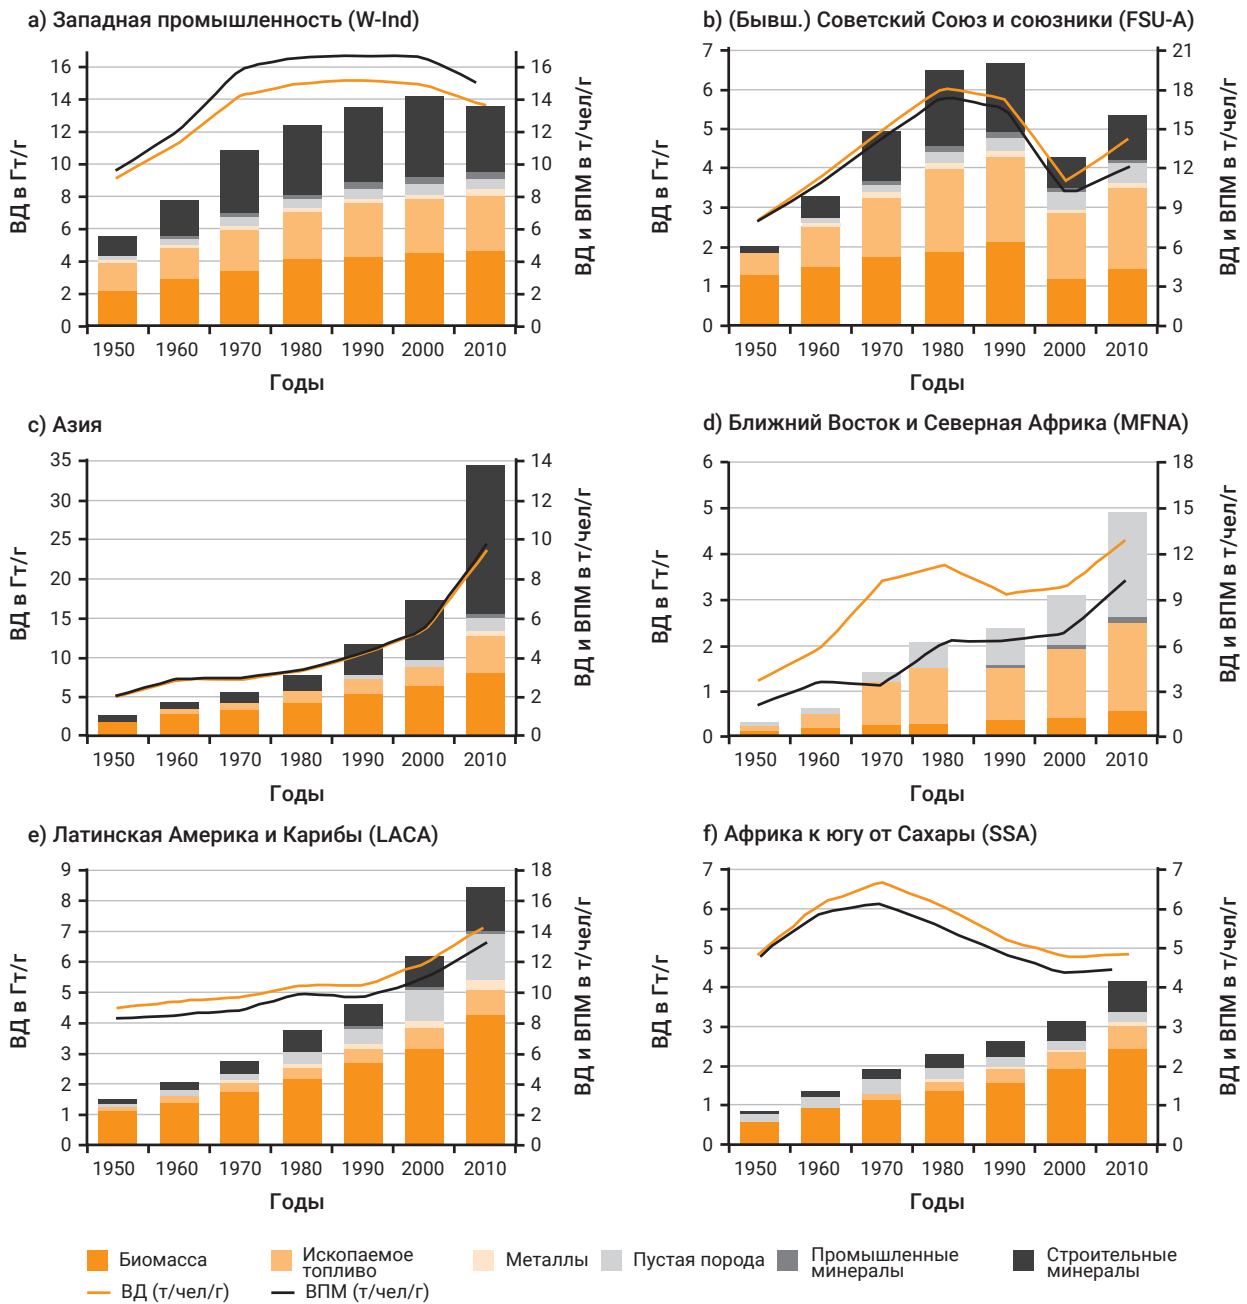 a) Западная промышленность (W-Ind)
ВД в Гт/г
16
14
12
10
8
6
4
2
0
16
14
12
10
8
6
4
2
0
ВД и ВПМ в т/чел/г
1950 1960 1970 1980 1990 2000 2010
Годы
b) (Бывш.) Советский Союз и союзники (FSU-A)
ВД в Гт/г
7
6
5
4
3
2
1
0
21
18
15
12
9
6
3
0
ВД и ВПМ в т/чел/г
1950 1960 1970 1980 1990 2000 2010
Годы
c) Азия
ВД в Гт/г
35
30
25
20
15
10
5
0
14
12
10
8
6
4
2
0
ВД и ВПМ в т/чел/г
1950 1960 1970 1980 1990 2000 2010
Годы
d) Ближний Восток и Северная Африка (MFNA)
ВД в Гт/г
6
5
4
3
2
1
0
18
15
12
9
6
3
0
ВД и ВПМ в т/чел/г
1950 1960 1970 1980 1990 2000 2010
Годы
e) Латинская Америка и Карибы (LACA)
ВД в Гт/г
9
8
7
6
5
4
3
2
1
0
18
16
14
12
10
8
6
4
2
0
ВД и ВПМ в т/чел/г
1950 1960 1970 1980 1990 2000 2010
Годы
f) Африка к югу от Сахары (SSA)
ВД в Гт/г
7
6
5
4
3
2
1
0
7
6
5
4
3
2
1
0
ВД и ВПМ в т/чел/г
1950 1960 1970 1980 1990 2000 2010
Годы
Биомасса
Ископаемое
топливо
Металлы
Пустая порода
Промышленные
минералы
Строительные
минералы
ВД (т/чел/г)
ВПМ (т/чел/г)